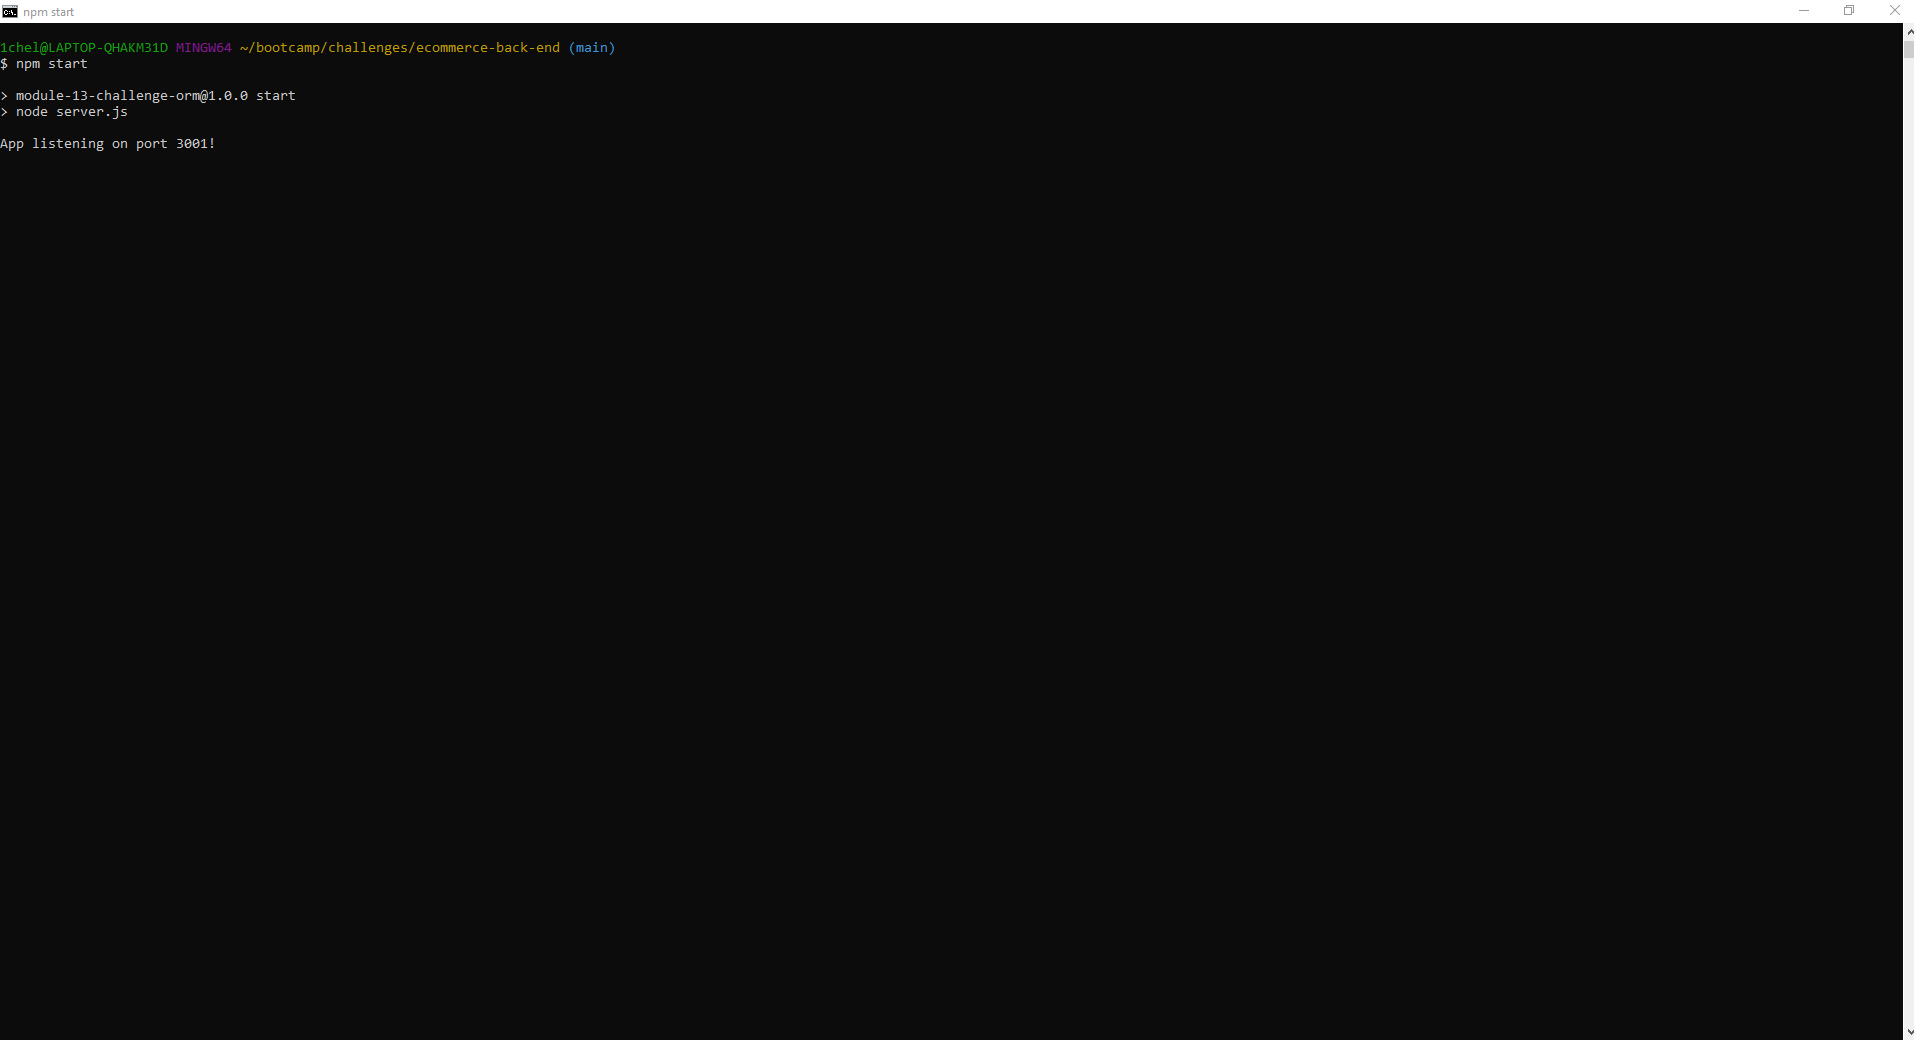 npm start
1chel@LAPTOP-QHAKM31D MINGW64 ~/bootcamp/challenges/ecommerce-back-end (main)
$ npm start
> module-13-challenge-orm@1.0.0 start
> node server.js
App listening on port 3001!